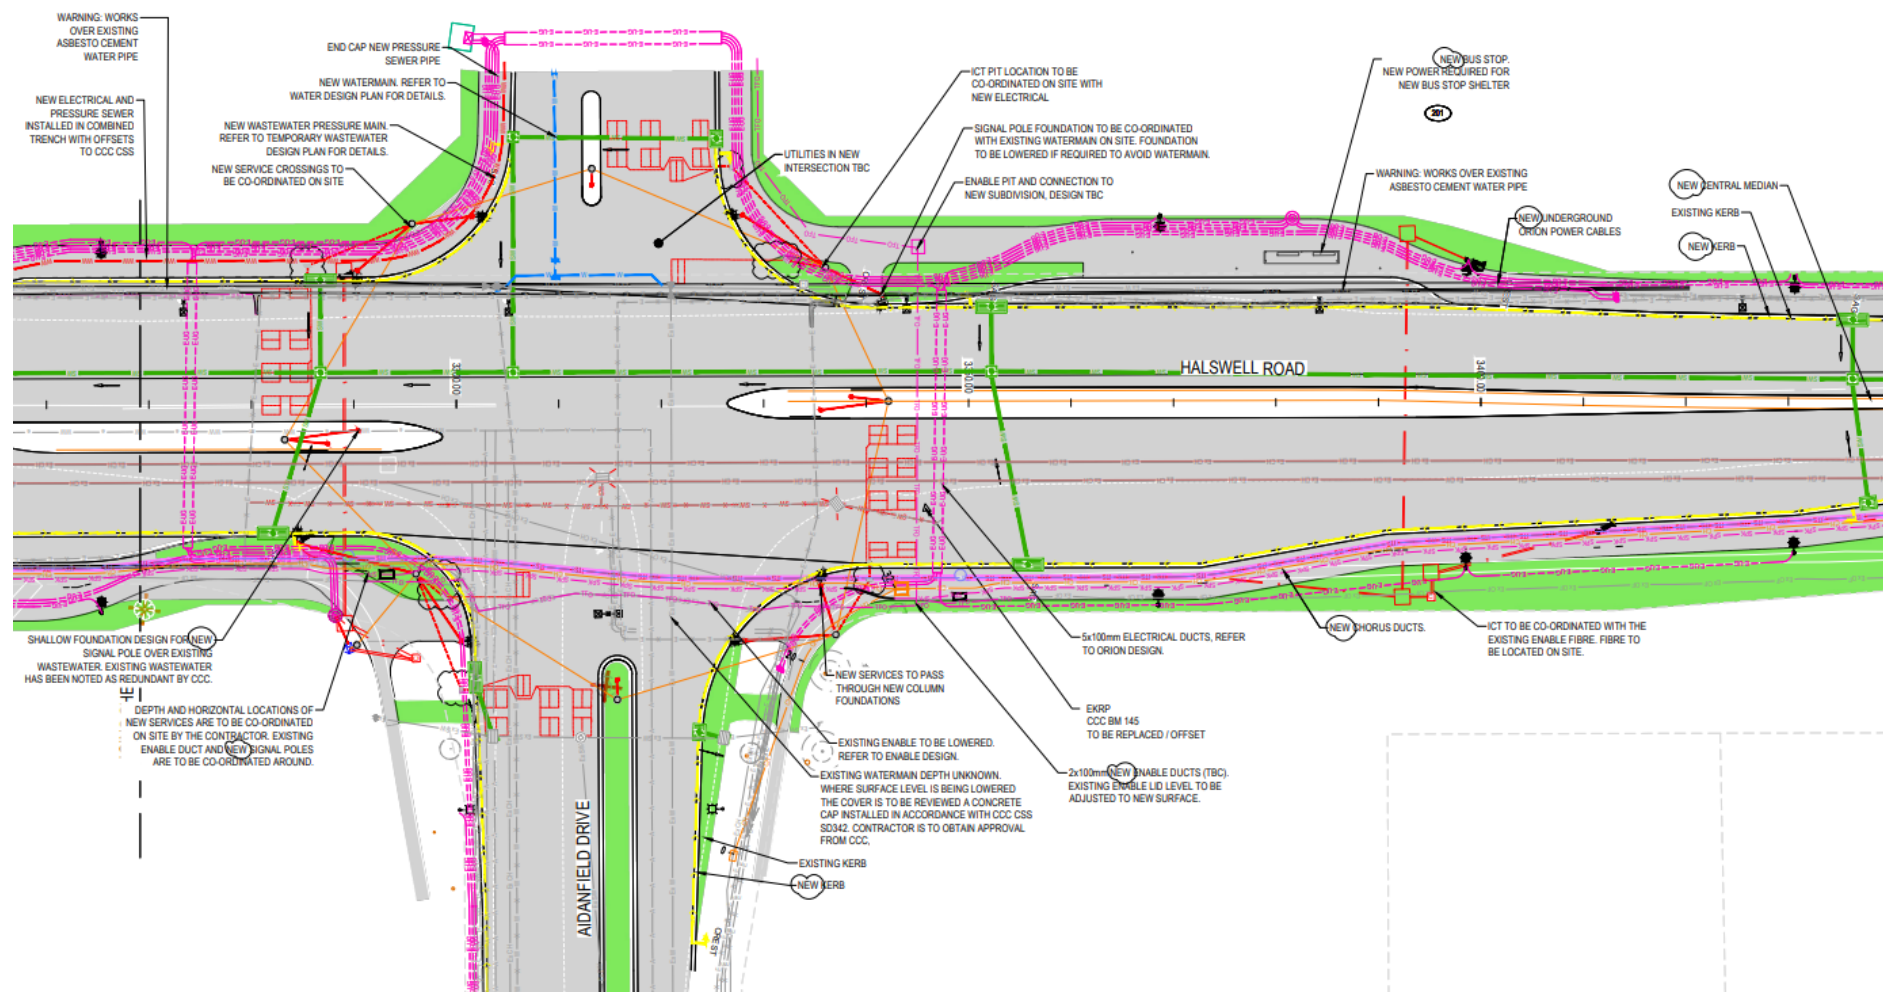 WARNING: WORKS
OVER EXISTING
ASBESTO CEMENT
WATER PIPE
END CAP NEW PRESSURE
SEWER PIPE
NEW WATERMAIN. REFER TO
WATER DESIGN PLAN FOR DETAILS.
NEW ELECTRICAL AND
PRESSURE SEWER
INSTALLED IN COMBINED
TRENCH WITH OFFSETS
TO CCC CSS
NEW WASTEWATER PRESSURE MAIN.
REFER TO TEMPORARY WASTEWATER
DESIGN PLAN FOR DETAILS.
NEW SERVICE CROSSINGS TO
BE CO-ORDINATED ON SITE
UTILITIES IN NEW
INTERSECTION TBC
ICT PIT LOCATION TO BE
CO-ORDINATED ON SITE WITH
NEW ELECTRICAL
SIGNAL POLE FOUNDATION TO BE CO-ORDINATED
WITH EXISTING WATERMAIN ON SITE. FOUNDATION
TO BE LOWERED IF REQUIRED TO AVOID WATERMAIN.
ENABLE PIT AND CONNECTION TO
NEW SUBDIVISION, DESIGN TBC
NEW BUS STOP.
NEW POWER REQUIRED FOR
NEW BUS STOP SHELTER
201
WARNING: WORKS OVER EXISTING
ASBESTO CEMENT WATER PIPE
NEW UNDERGROUND
ORION POWER CABLES
NEW CENTRAL MEDIAN
EXISTING KERB
NEW KERB
HALSWELL ROAD
3400.00
SHALLOW FOUNDATION DESIGN FOR NEW
SIGNAL POLE OVER EXISTING
WASTEWATER. EXISTING WASTEWATER
HAS BEEN NOTED AS REDUNDANT BY CCC.
HE
DEPTH AND HORIZONTAL LOCATIONS OF
NEW SERVICES ARE TO BE CO-ORDINATED
ON SITE BY THE CONTRACTOR. EXISTING
ENABLE DUCT AND NEW SIGNAL POLES
ARE TO BE CO-ORDINATED AROUND.
AIDANFIELD DRIVE
NEW SERVICES TO PASS
THROUGH NEW COLUMN
FOUNDATIONS
EXISTING ENABLE TO BE LOWERED.
REFER TO ENABLE DESIGN.
EXISTING WATERMAIN DEPTH UNKNOWN.
WHERE SURFACE LEVEL IS BEING LOWERED
THE COVER IS TO BE REVIEWED A CONCRETE
CAP INSTALLED IN ACCORDANCE WITH CCC CSS
SD342. CONTRACTOR IS TO OBTAIN APPROVAL
FROM CCC,
EXISTING KERB
NEW KERB
CREST
5x100mm ELECTRICAL DUCTS, REFER
TO ORION DESIGN.
EKRP
CCC BM 145
TO BE REPLACED / OFFSET
2x100mm NEW ENABLE DUCTS (TBC).
EXISTING ENABLE LID LEVEL TO BE
ADJUSTED TO NEW SURFACE.
NEW CHORUS DUCTS.
ICT TO BE CO-ORDINATED WITH THE
EXISTING ENABLE FIBRE. FIBRE TO
BE LOCATED ON SITE.